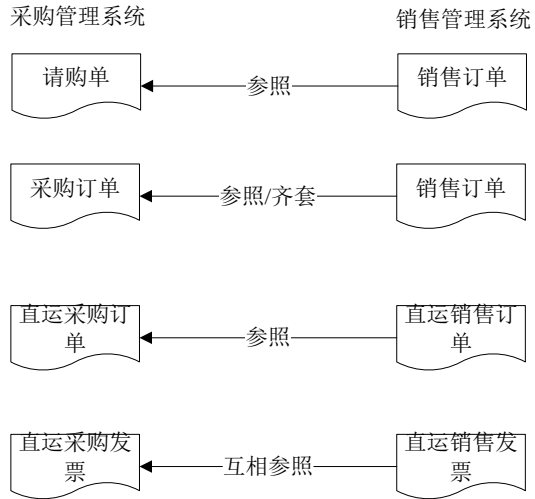 采购管理系统
销售管理系统
请购单
参照
销售订单
采购订单
参照/齐套
销售订单
直运采购订
单
参照
直运销售订
单
直运采购发
票
互相参照
直运销售发
票